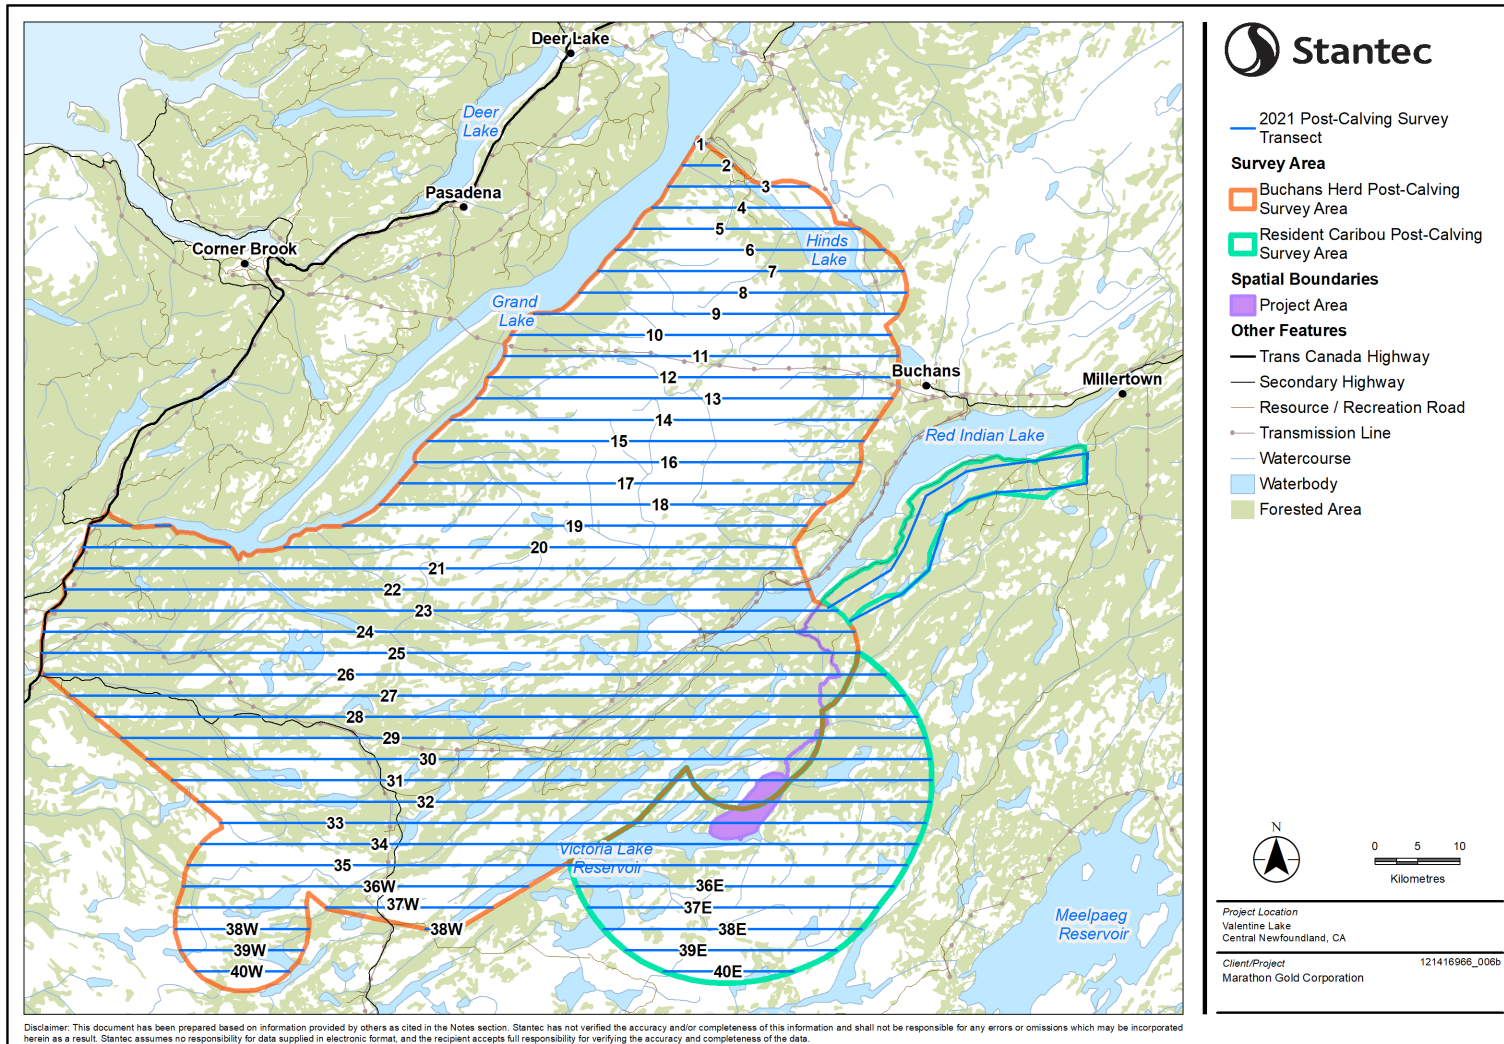 Deer Lake
Deer
Lake
Pasadena
Corner Brook
Grand
Lake
Hinds
Lake
Buchans
Millertown
Red Indian Lake
Victoria Lake
Reservoir
Meelpaeg
Reservoir
1
2
3
4
5
6
7
8
9
10
11
12
13
14
15
16
17
18
19
20
21
22
23
24
25
26
27
28
29
30
31
32
33
34
35
36W
36E
37W
37E
38W
38W
38E
39W
39E
40W
40E
Stantec
2021 Post-Calving Survey
Transect
Survey Area
Buchans Herd Post-Calving
Survey Area
Resident Caribou Post-Calving
Survey Area
Spatial Boundaries
Project Area
Other Features
Trans Canada Highway
Secondary Highway
Resource / Recreation Road
Transmission Line
Watercourse
Waterbody
Forested Area
N
0 5 10
Kilometres
Project Location
Valentine Lake
Central Newfoundland, CA
Client/Project 121416966_006b
Marathon Gold Corporation
Disclaimer: This document has been prepared based on information provided by others as cited in the Notes section. Stantec has not verified the accuracy and/or completeness of this information and shall not be responsible for any errors or omissions which may be incorporated
herein as a result. Stantec assumes no responsibility for data supplied in electronic format, and the recipient accepts full responsibility for verifying the accuracy and completeness of the data.